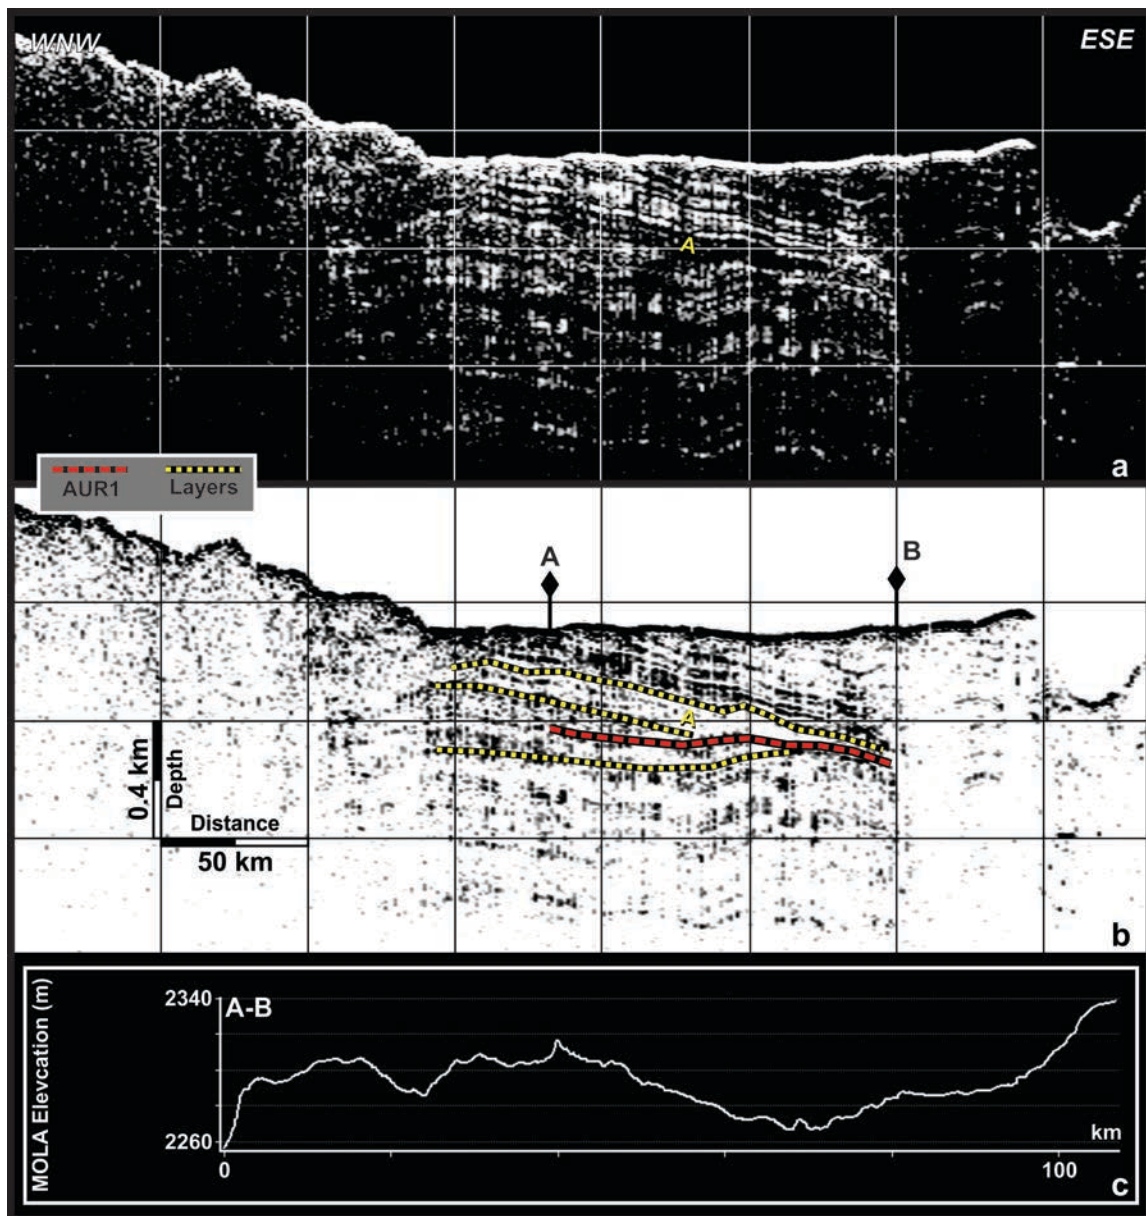 WNW
ESE
A
a
AUR1
Layers
A
B
A
0.4 km
Depth
Distance
50 km
b
MOLA Elevcation (m)
2340
A-B
2260
km
0
100
c